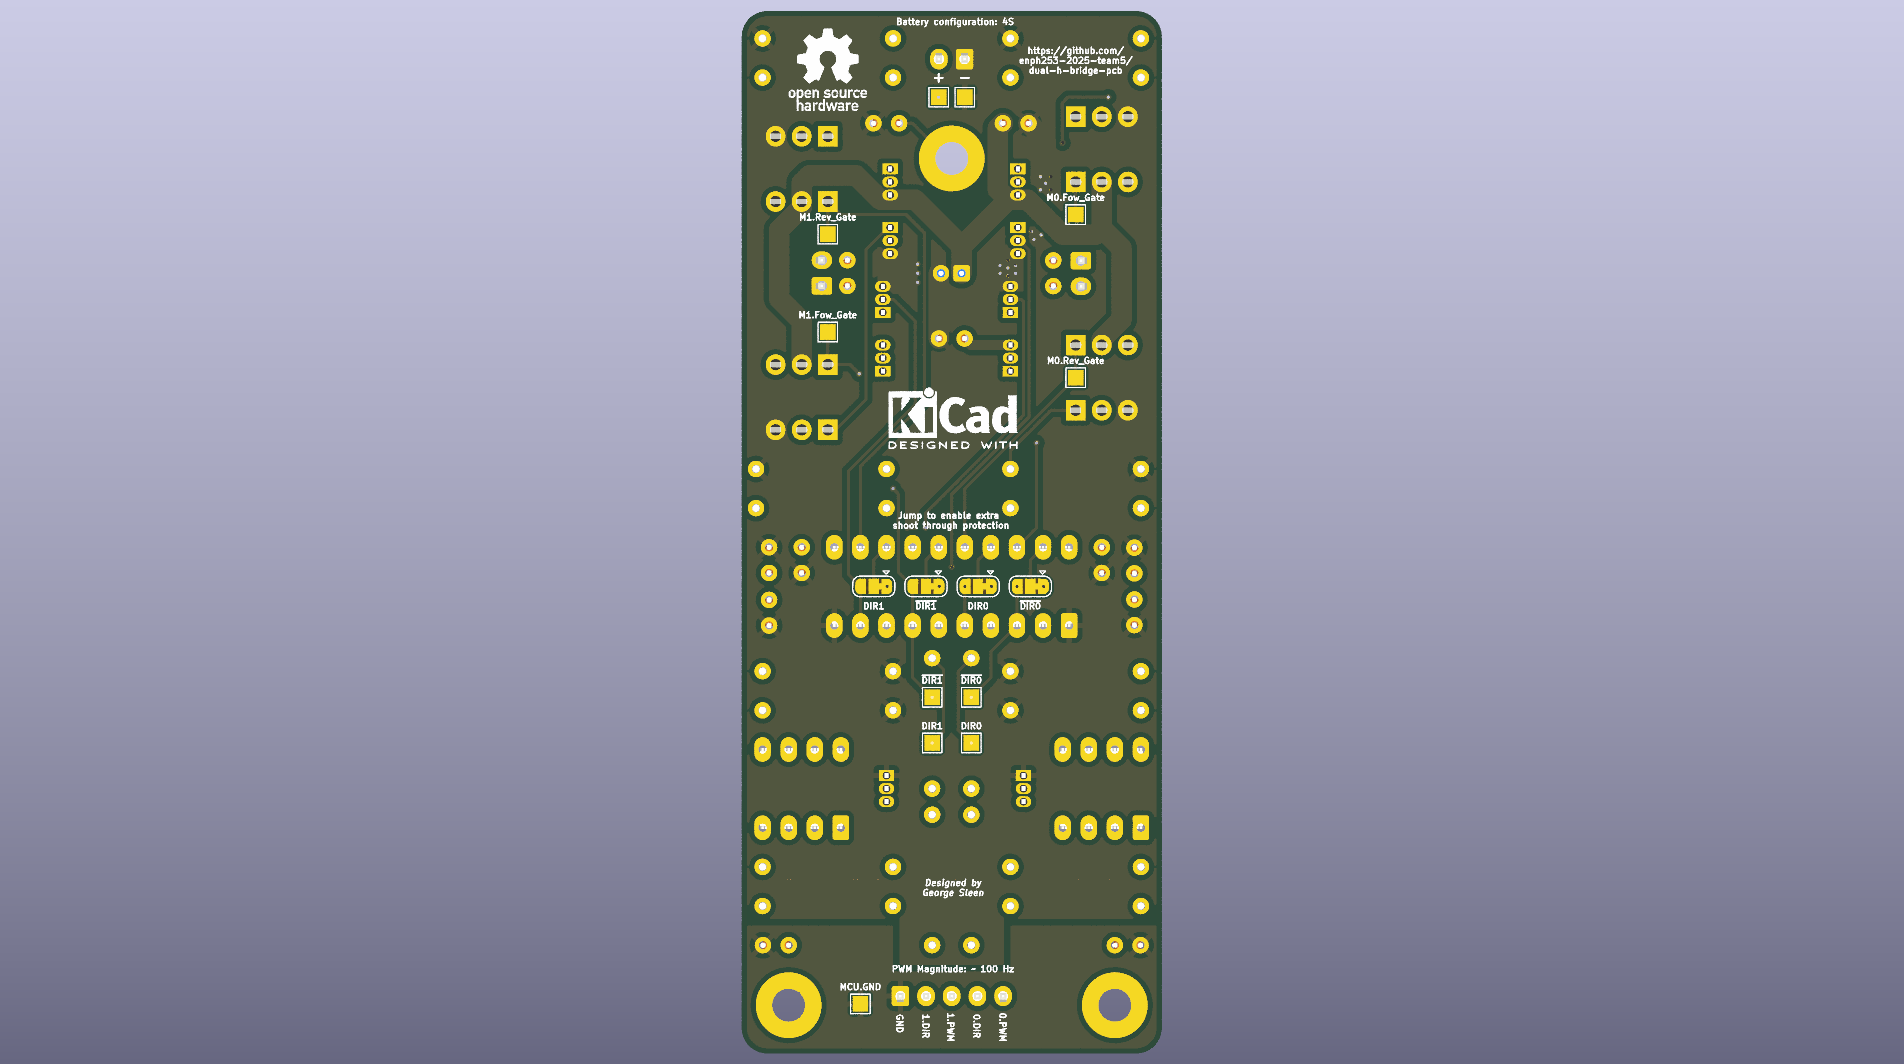 Battery configuration: 4S
https://github.com/
enph253-2025-team5/
dual-h-bridge-pcb
+ −
open source
hardware
M0.Fow_Gate
M1.Rev_Gate
M1.Fow_Gate
M0.Rev_Gate
KiCad
DESIGNED WITH
Jump to enable extra
shoot through protection
DIR1 DIR1 DIR0 DIR0
DIR1 DIR0
DIR1 DIR0
Designed by
George Sleen
PWM Magnitude: ~ 100 Hz
MCU.GND
GND
1.DIR
1.PWM
0.DIR
0.PWM